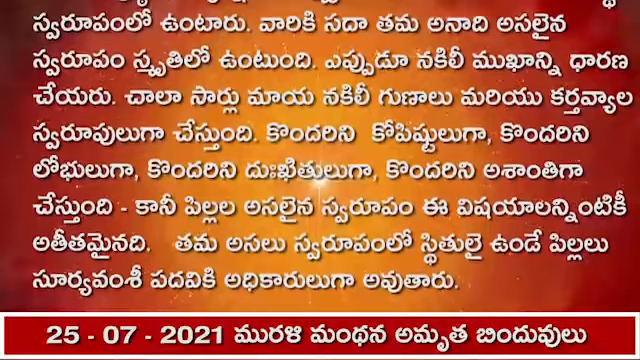 స్వరూపంలో ఉంటారు. వారికి సదా తమ అనాది అసలైన
స్వరూపం స్మృతిలో ఉంటుంది. ఎప్పుడూ నకిలీ ముఖాన్ని ధారణ
చేయరు. చాలా సార్లు మాయ నకిలీ గుణాలు మరియు కర్తవ్యాల
స్వరూపులుగా చేస్తుంది. కొందరిని కోపిష్టులుగా, కొందరిని
లోభులుగా, కొందరిని దుఃఖితులుగా, కొందరిని అశాంతిగా
చేస్తుంది - కానీ పిల్లల అసలైన స్వరూపం ఈ విషయాలన్నింటికీ
అతీతమైనది. తమ అసలు స్వరూపంలో స్థితులై ఉండే పిల్లలు
సూర్యవంశీ పదవికి అధికారులుగా అవుతారు.
25 - 07 - 2021 మురళి మంథన అమృత బిందువులు